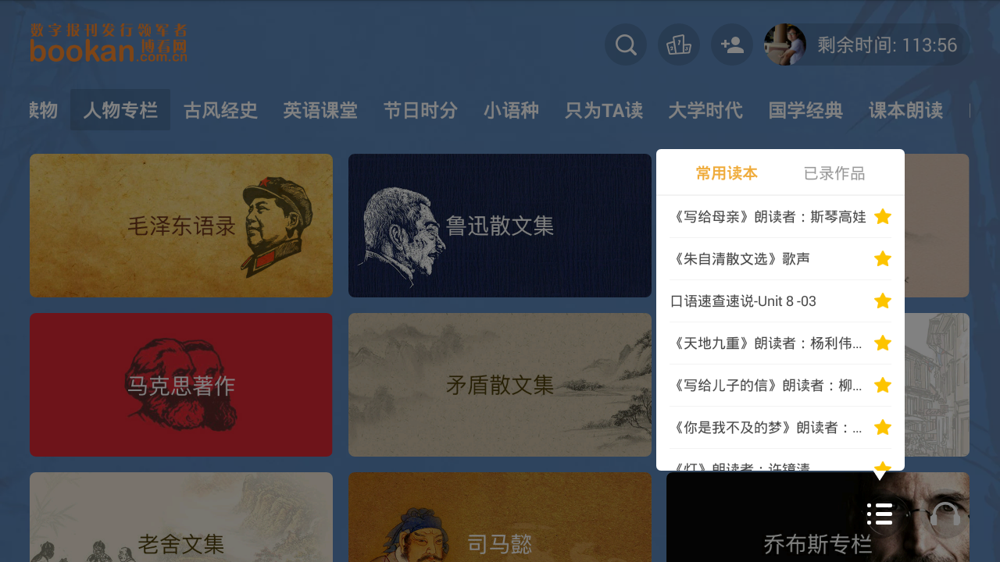 数字报刊发行领军者
bookan博看网
.com.cn
剩余时间: 113:56
读物 人物专栏 古风经史 英语课堂 节日时分 小语种 只为TA读 大学时代 国学经典 课本朗读
毛泽东语录
鲁迅散文集
马克思著作
矛盾散文集
老舍文集
司马懿
乔布斯专栏
常用读本 已录作品
《写给母亲》朗读者：斯琴高娃
《朱自清散文选》歌声
口语速查速说-Unit 8 -03
《天地九重》朗读者：杨利伟...
《写给儿子的信》朗读者：柳...
《你是我不及的梦》朗读者：...
《灯》朗读者：许镜清